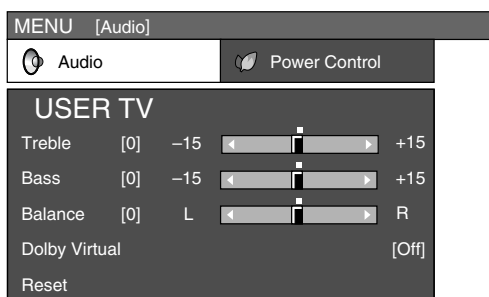 MENU [Audio]
Audio Power Control
USER TV
Treble [0] –15 +15
Bass [0] –15 +15
Balance [0] L R
Dolby Virtual [Off]
Reset